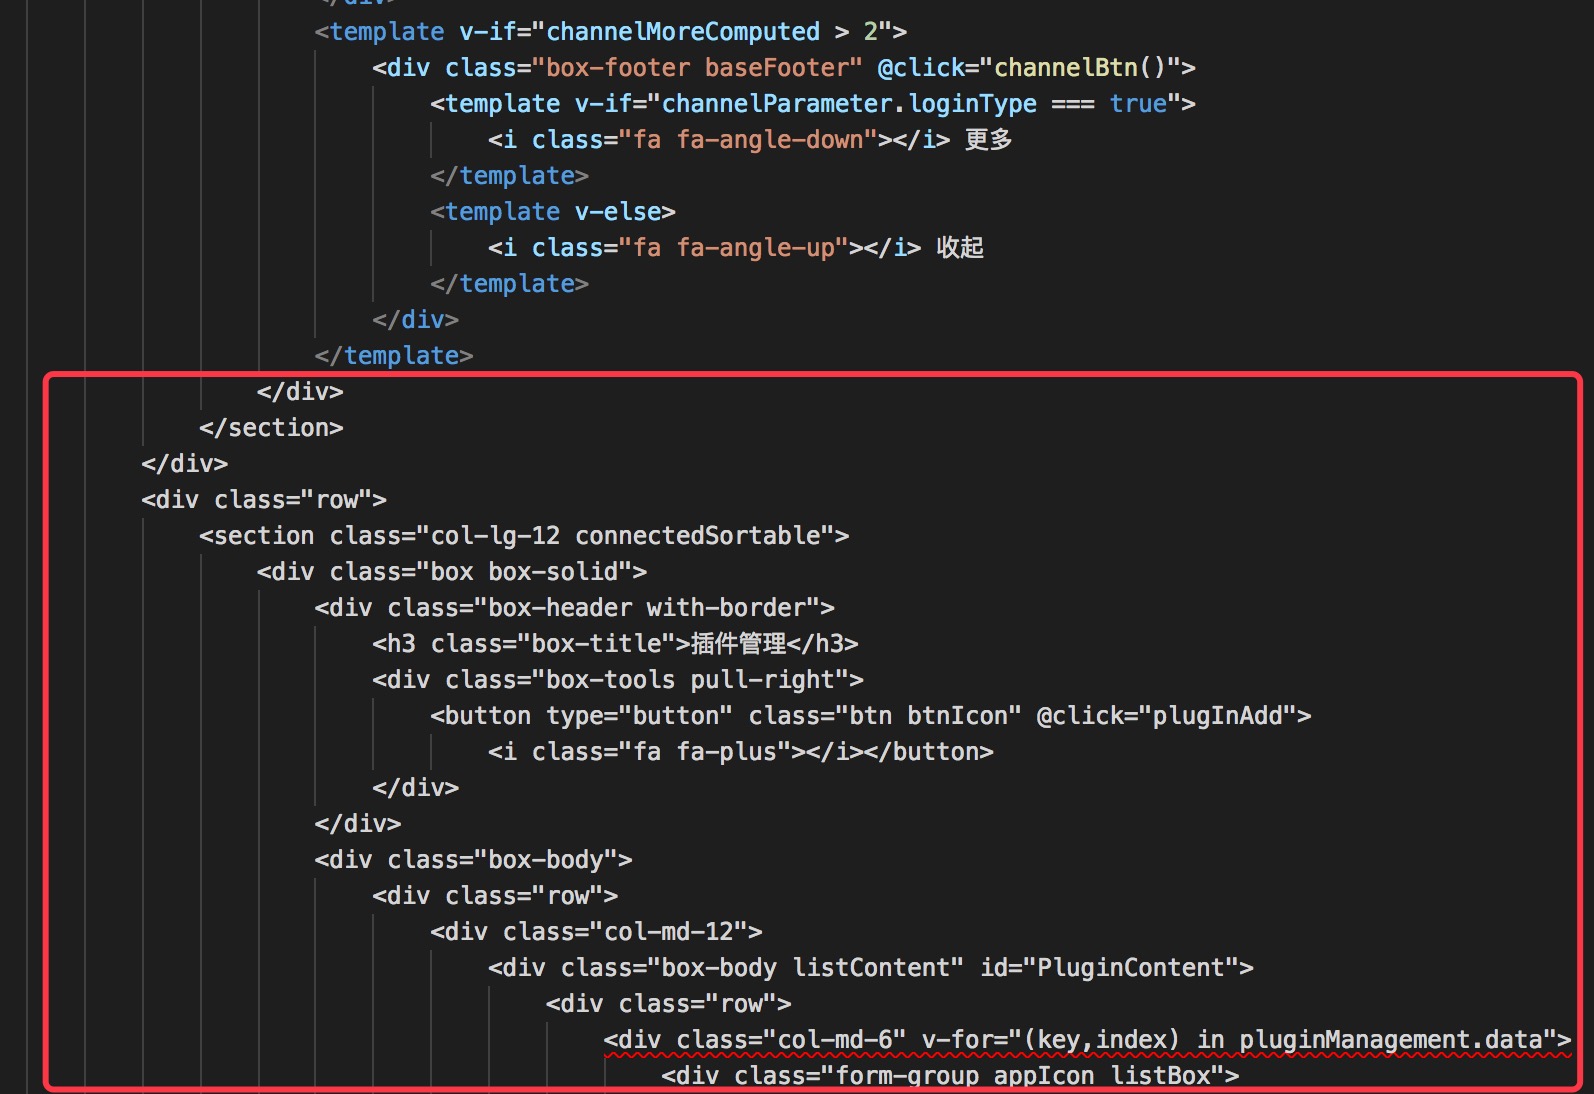 </div>
<template v-if="channelMoreComputed > 2">
<div class="box-footer baseFooter" @click="channelBtn()">
<template v-if="channelParameter.loginType === true">
<i class="fa fa-angle-down"></i> 更多
</template>
<template v-else>
<i class="fa fa-angle-up"></i> 收起
</template>
</div>
</template>
</div>
</section>
</div>
<div class="row">
<section class="col-lg-12 connectedSortable">
<div class="box box-solid">
<div class="box-header with-border">
<h3 class="box-title">插件管理</h3>
<div class="box-tools pull-right">
<button type="button" class="btn btnIcon" @click="plugInAdd">
<i class="fa fa-plus"></i></button>
</div>
</div>
<div class="box-body">
<div class="row">
<div class="col-md-12">
<div class="box-body listContent" id="PluginContent">
<div class="row">
<div class="col-md-6" v-for="(key,index) in pluginManagement.data">
<div class="form-group appIcon listBox">